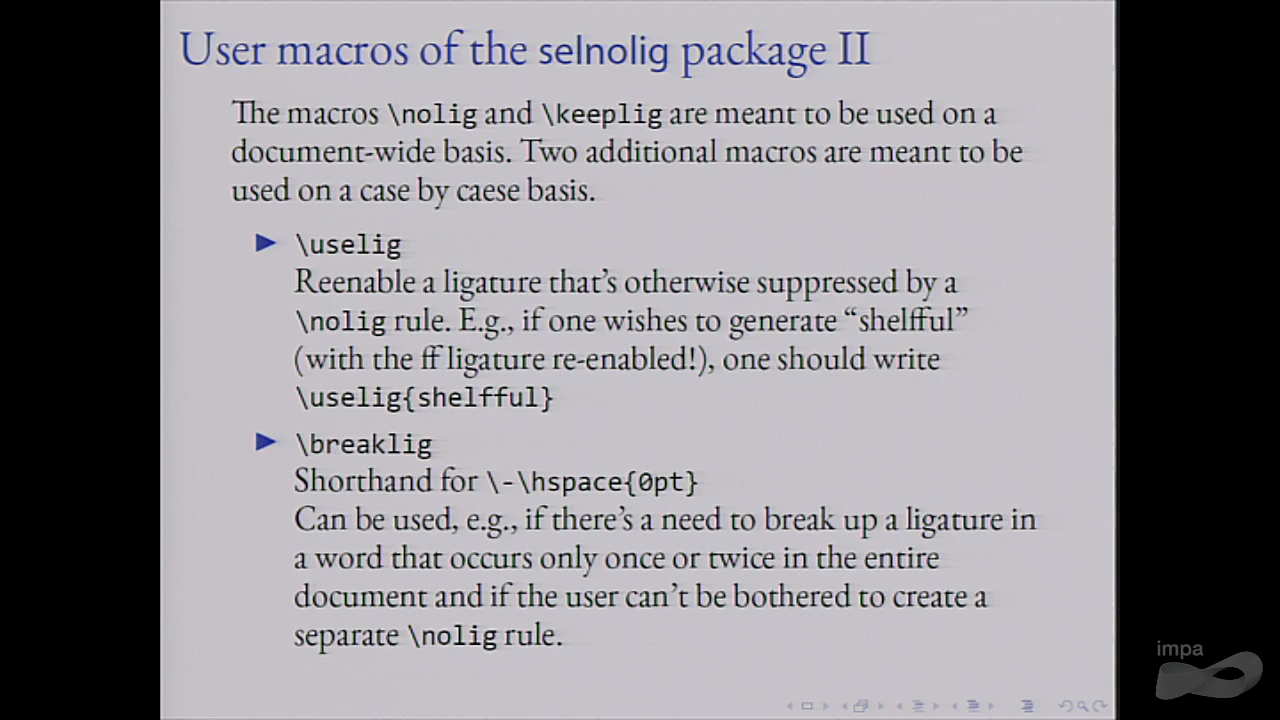 User macros of the selnolig package II
The macros \nolig and \keeplig are meant to be used on a
document-wide basis. Two additional macros are meant to be
used on a case by caese basis.
\uselig
Reenable a ligature that’s otherwise suppressed by a
\nolig rule. E.g., if one wishes to generate “shelfful”
(with the ff ligature re-enabled!), one should write
\uselig{shelfful}
\breaklig
Shorthand for \-\hspace{0pt}
Can be used, e.g., if there’s a need to break up a ligature in
a word that occurs only once or twice in the entire
document and if the user can’t be bothered to create a
separate \nolig rule.
impa